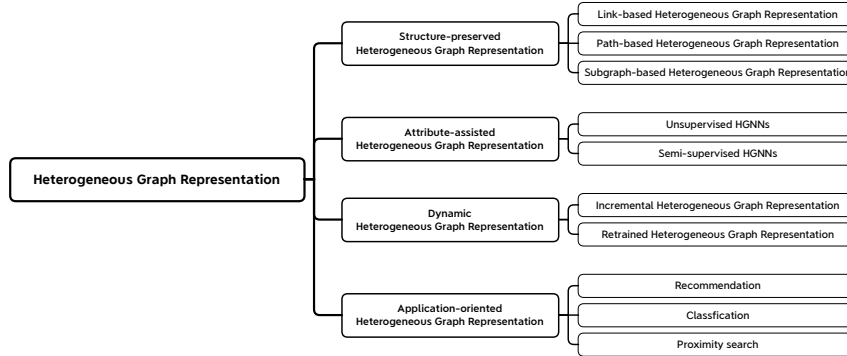 Heterogeneous Graph Representation
Structure-preserved
Heterogeneous Graph Representation
Link-based Heterogeneous Graph Representation
Path-based Heterogeneous Graph Representation
Subgraph-based Heterogeneous Graph Representation
Attribute-assisted
Heterogeneous Graph Representation
Unsupervised HGNNs
Semi-supervised HGNNs
Dynamic
Heterogeneous Graph Representation
Incremental Heterogeneous Graph Representation
Retrained Heterogeneous Graph Representation
Application-oriented
Heterogeneous Graph Representation
Recommendation
Classfication
Proximity search